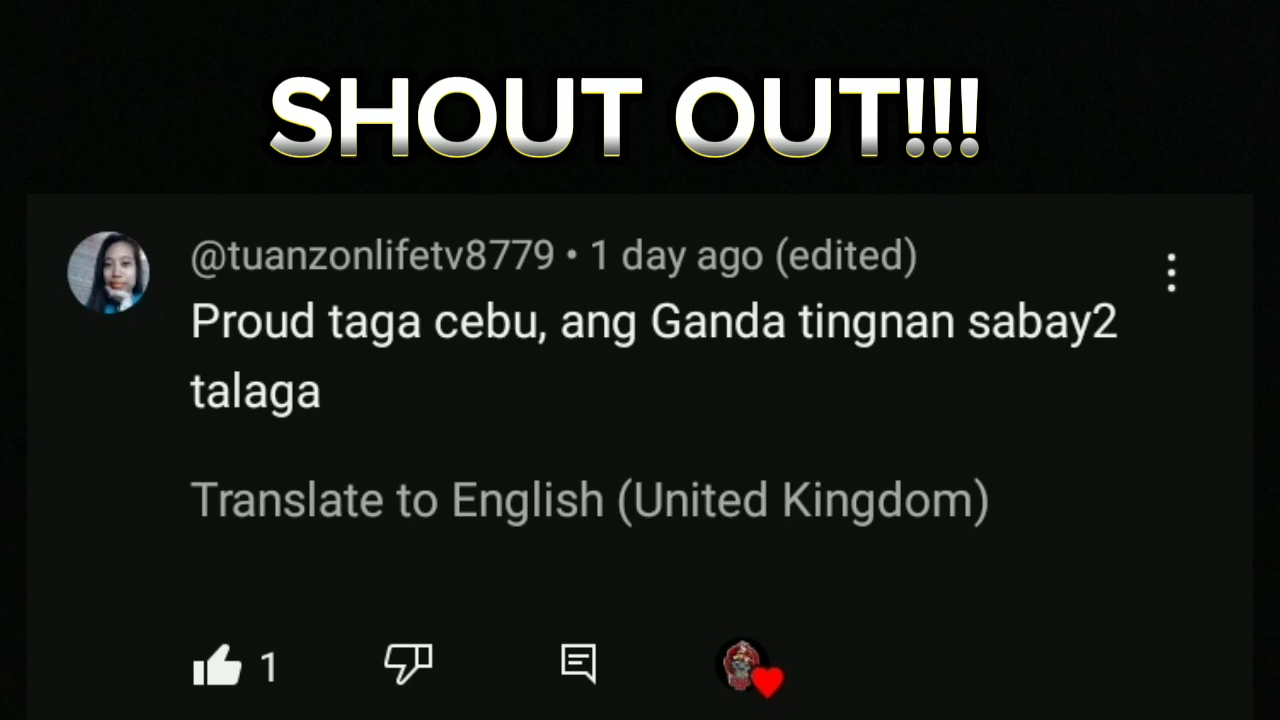 SHOUT OUT!!!
@tuanzonlifetv8779 • 1 day ago (edited)
Proud taga cebu, ang Ganda tingnan sabay2
talaga
Translate to English (United Kingdom)
1